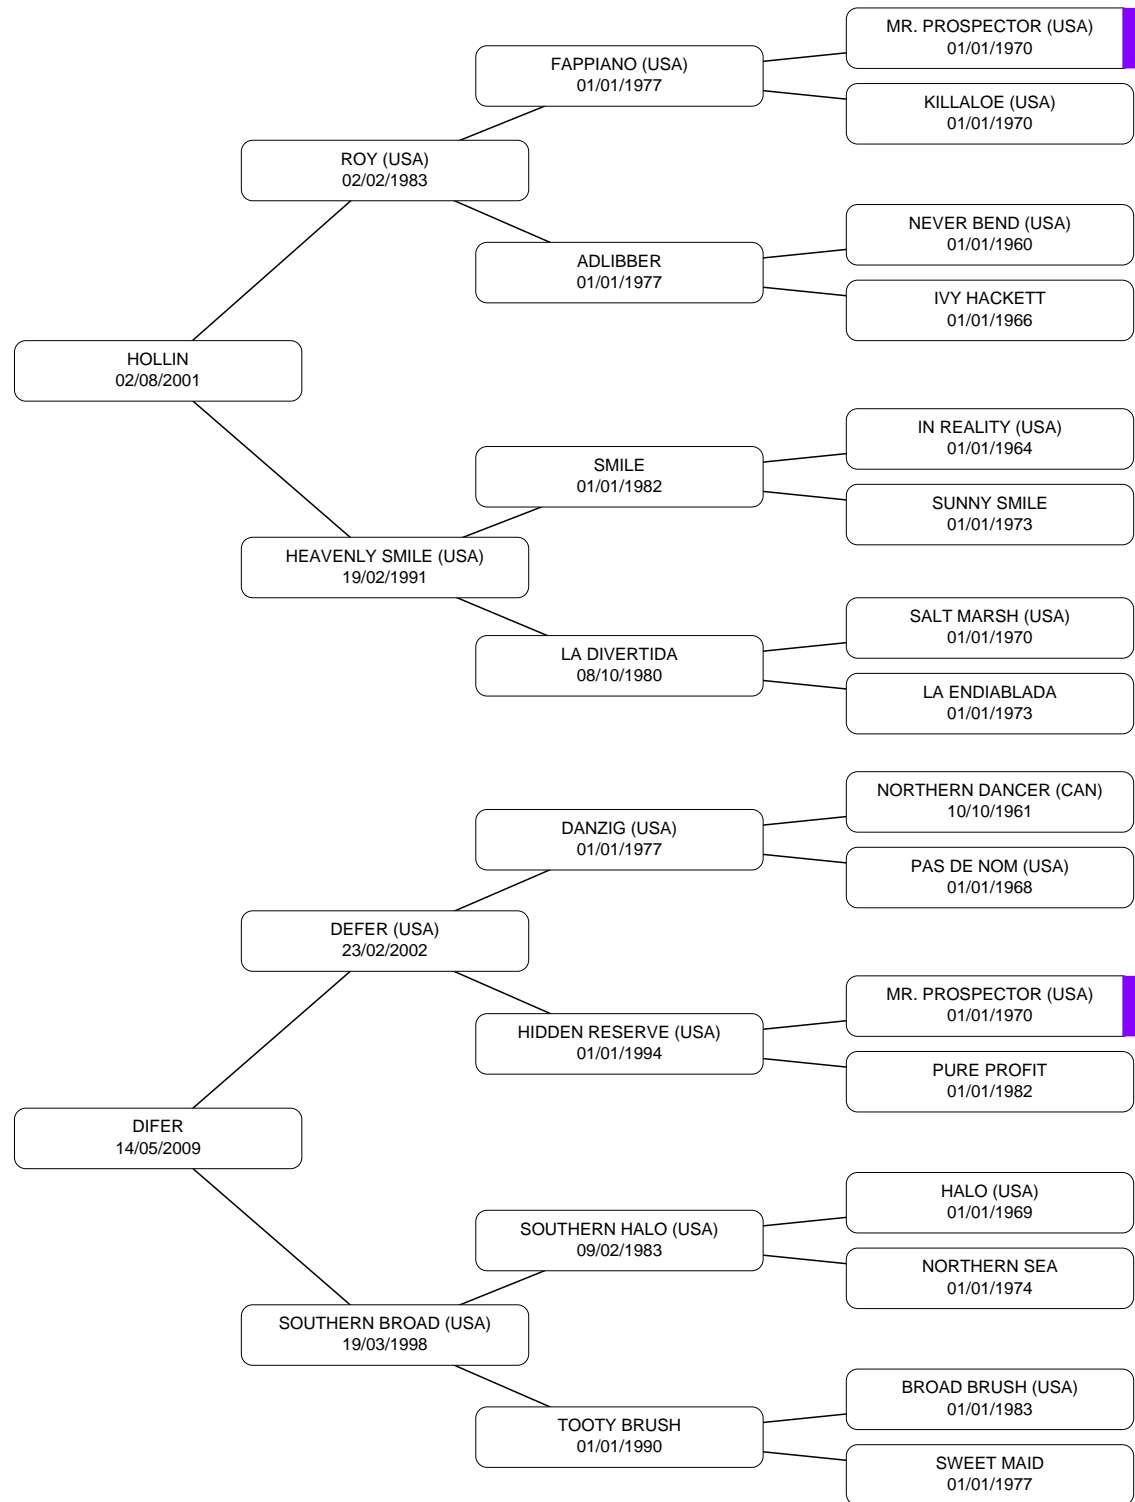 MR. PROSPECTOR (USA)
01/01/1970
FAPPIANO (USA)
01/01/1977
KILLALOE (USA)
01/01/1970
ROY (USA)
02/02/1983
NEVER BEND (USA)
01/01/1960
ADLIBBER
01/01/1977
IVY HACKETT
01/01/1966
HOLLIN
02/08/2001
IN REALITY (USA)
01/01/1964
SMILE
01/01/1982
SUNNY SMILE
01/01/1973
HEAVENLY SMILE (USA)
19/02/1991
SALT MARSH (USA)
01/01/1970
LA DIVERTIDA
08/10/1980
LA ENDIABLADA
01/01/1973
NORTHERN DANCER (CAN)
10/10/1961
DANZIG (USA)
01/01/1977
PAS DE NOM (USA)
01/01/1968
DEFER (USA)
23/02/2002
MR. PROSPECTOR (USA)
01/01/1970
HIDDEN RESERVE (USA)
01/01/1994
PURE PROFIT
01/01/1982
DIFER
14/05/2009
HALO (USA)
01/01/1969
SOUTHERN HALO (USA)
09/02/1983
NORTHERN SEA
01/01/1974
SOUTHERN BROAD (USA)
19/03/1998
BROAD BRUSH (USA)
01/01/1983
TOOTY BRUSH
01/01/1990
SWEET MAID
01/01/1977